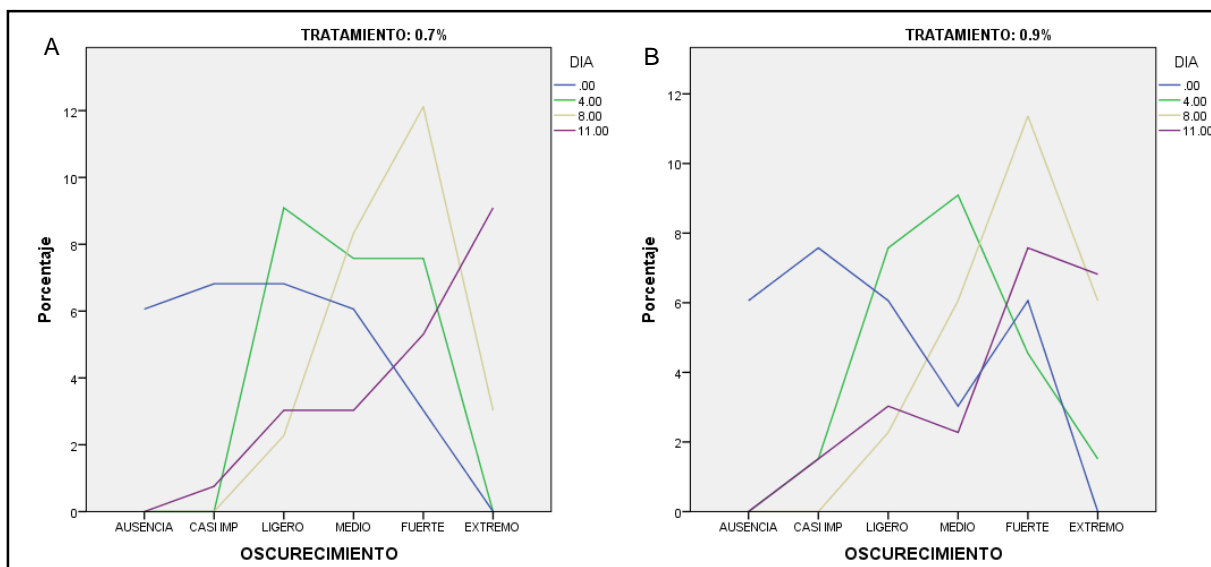 A
TRATAMIENTO: 0.7%
DIA
.00
4.00
8.00
11.00
Porcentaje
12
10
8
6
4
2
0
AUSENCIA CASI IMP LIGERO MEDIO FUERTE EXTREMO
OSCURECIMIENTO
B
TRATAMIENTO: 0.9%
DIA
.00
4.00
8.00
11.00
Porcentaje
12
10
8
6
4
2
0
AUSENCIA CASI IMP LIGERO MEDIO FUERTE EXTREMO
OSCURECIMIENTO